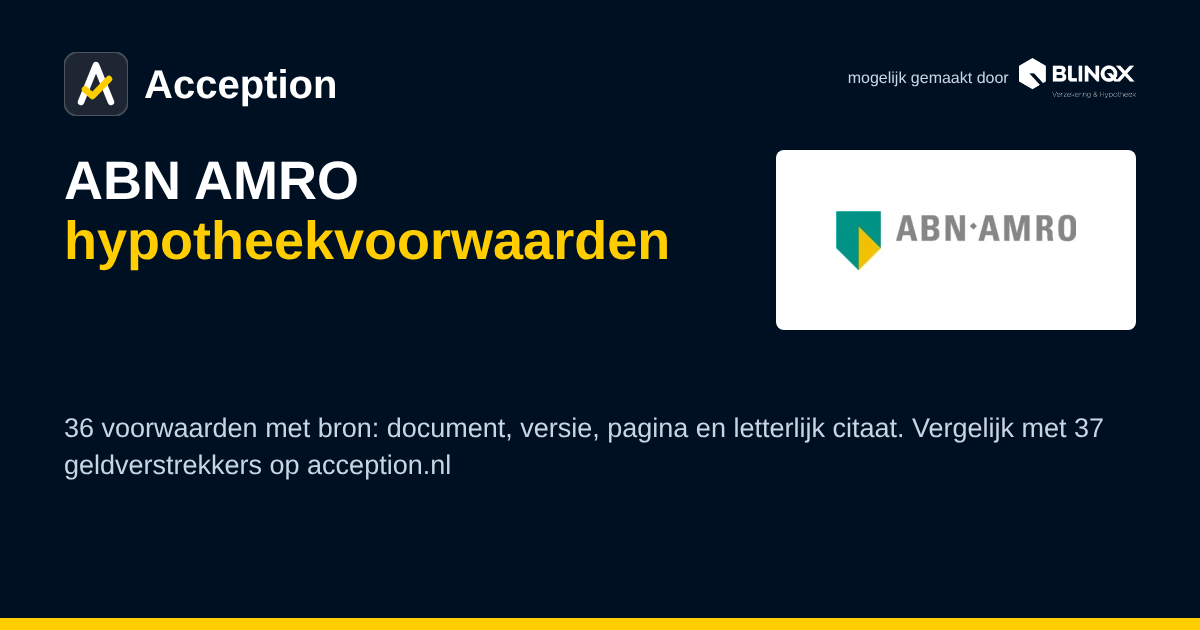 Acception
mogelijk gemaakt door
BLINQX
Verzekering & Hypotheek
ABN AMRO
hypotheekvoorwaarden
ABN·AMRO
36 voorwaarden met bron: document, versie, pagina en letterlijk citaat. Vergelijk met 37
geldverstrekkers op acception.nl